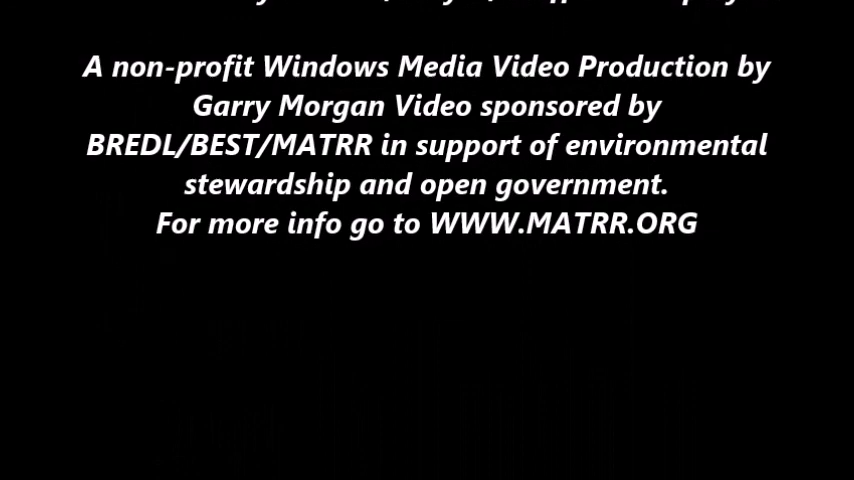 A non-profit Windows Media Video Production by
Garry Morgan Video sponsored by
BREDL/BEST/MATRR in support of environmental
stewardship and open government.
For more info go to WWW.MATRR.ORG